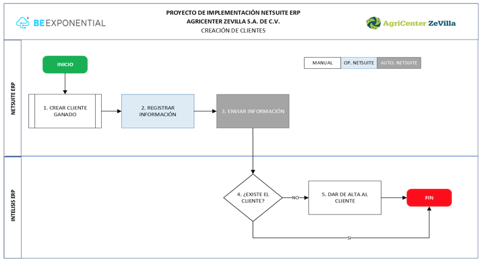 PROYECTO DE IMPLEMENTACIÓN NETSUITE ERP
AGRICENTER ZEVILLA S.A. DE C.V.
CREACIÓN DE CLIENTES
BEEXPONENTIAL
AgriCenter ZeVilla
NETSUITE ERP
INICIO
MANUAL
OP. NETSUITE
AUTO. NETSUITE
1. CREAR CLIENTE
GANADO
2. REGISTRAR
INFORMACIÓN
3. ENVIAR INFORMACIÓN
INTELISIS ERP
4. ¿EXISTE EL
CLIENTE?
NO
5. DAR DE ALTA AL
CLIENTE
FIN
SI